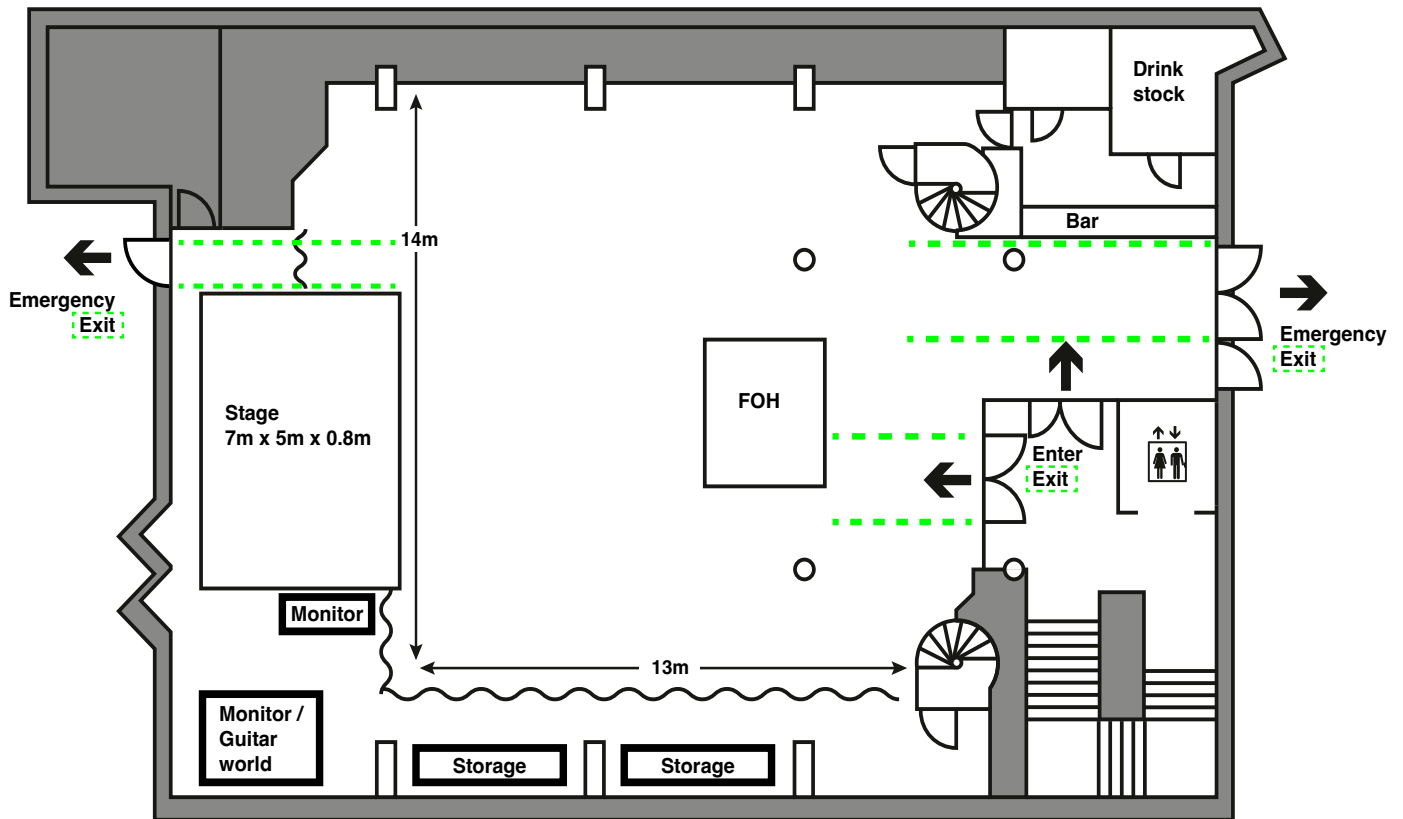 Drink
stock
Bar
14m
Emergency
Exit
Emergency
Exit
Stage
7m x 5m x 0.8m
FOH
Enter
Exit
Monitor
13m
Monitor /
Guitar
world
Storage
Storage